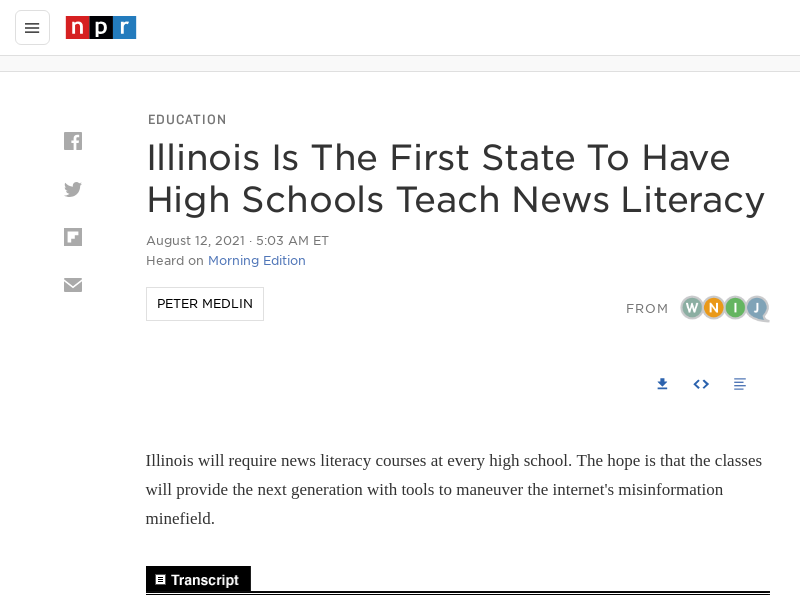 npr
EDUCATION
Illinois Is The First State To Have
High Schools Teach News Literacy
August 12, 2021 · 5:03 AM ET
Heard on Morning Edition
PETER MEDLIN
FROM WNIJ
Illinois will require news literacy courses at every high school. The hope is that the classes
will provide the next generation with tools to maneuver the internet's misinformation
minefield.
Transcript